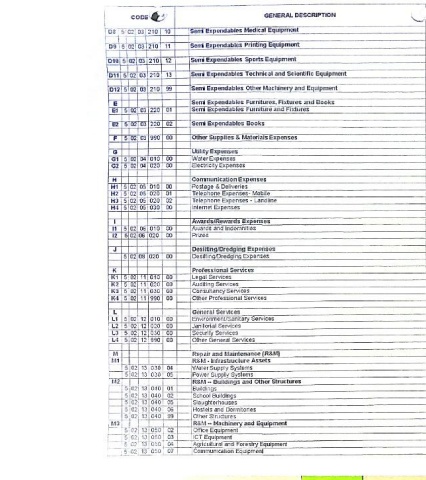 CODE GENERAL DESCRIPTION
D8 5 02 03 210 10 Semi Expendables Medical Equipment
D9 5 02 03 210 11 Semi Expendables Printing Equipment
D10 5 02 03 210 12 Semi Expendables Sports Equipment
D11 5 02 03 210 13 Semi Expendables Technical and Scientific Equipment
D12 5 02 03 210 99 Semi Expendables Other Machinery and Equipment
E Semi Expendables Furnitures, Fixtures and Books
E1 5 02 03 220 01 Semi Expendables Furniture and Fixtures
E2 5 02 03 220 02 Semi Expendables Books
F 5 02 03 990 00 Other Supplies & Materials Expenses
G Utility Expenses
G1 5 02 04 010 00 Water Expenses
G2 5 02 04 020 00 Electricity Expenses
H Communication Expenses
H1 5 02 05 010 00 Postage & Deliveries
H2 5 02 05 020 01 Telephone Expenses- Mobile
H3 5 02 05 020 02 Telephone Expenses - Landline
H4 5 02 05 030 00 Internet Expenses
I Awards/Rewards Expenses
I1 5 02 06 010 00 Awards and Indemnities
I2 5 02 06 020 00 Prizes
J Desilting/Dredging Expenses
5 02 08 020 00 Desilting/Dredging Expenses
K Professional Services
K1 5 02 11 010 00 Legal Services
K2 5 02 11 020 00 Auditing Services
K3 5 02 11 030 00 Consultancy Services
K4 5 02 11 990 00 Other Professional Services
L General Services
L1 5 02 12 010 00 Environment/Sanitary Services
L2 5 02 12 020 00 Janitorial Services
L3 5 02 12 030 00 Security Services
L4 5 02 12 990 00 Other General Services
M Repair and Maintenance (R&M)
M1 R&M - Infrastructure Assets
5 02 13 030 04 Water Supply Systems
5 02 13 030 05 Power Supply Systems
M2 R&M – Buildings and Other Structures
5 02 13 040 01 Buildings
5 02 13 040 02 School Buildings
5 02 13 040 05 Slaughterhouses
5 02 13 040 06 Hostels and Dormitories
5 02 13 040 99 Other Structures
M3 R&M – Machinery and Equipment
5 02 13 050 02 Office Equipment
5 02 13 050 03 ICT Equipment
5 02 13 050 04 Agricultural and Forestry Equipment
5 02 13 050 07 Communication Equipment